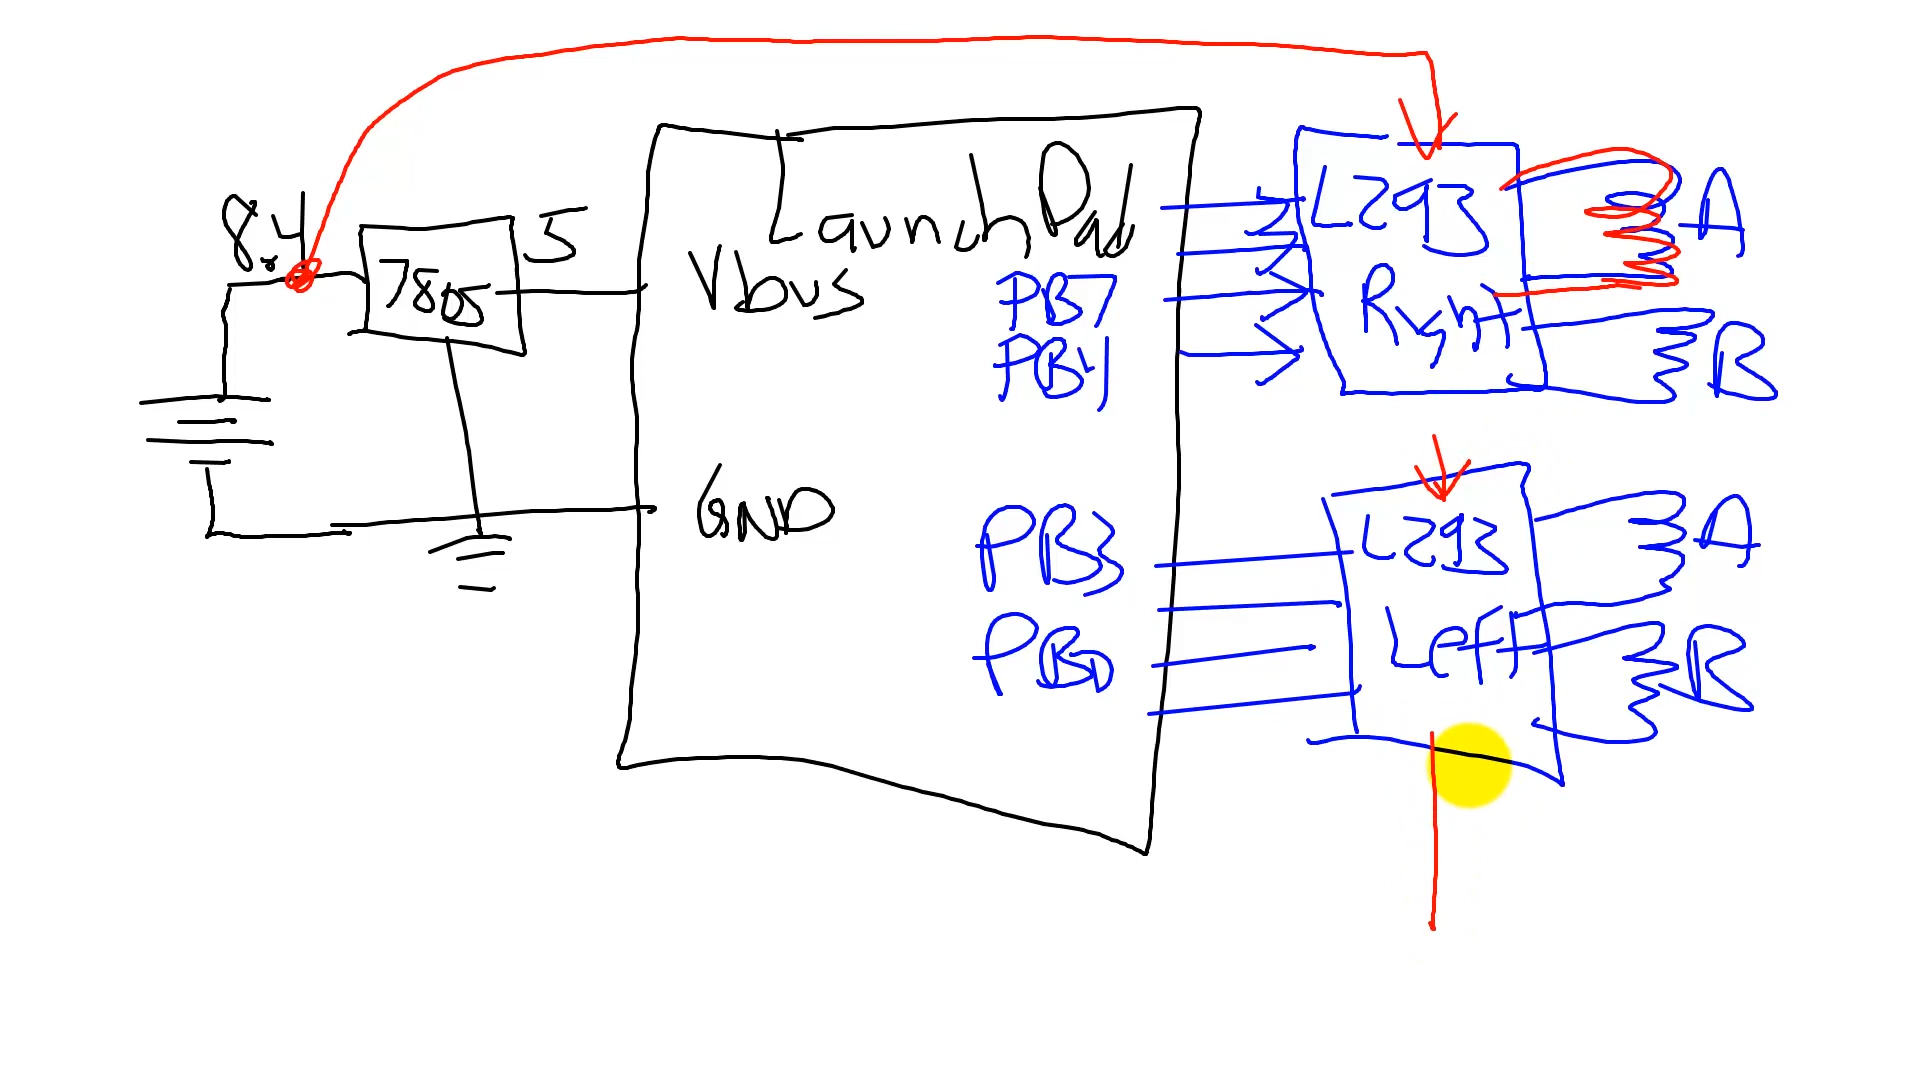 8.4
7805
5
LaunchPad
Vbus
GND
PB7
PB4
PB3
PB0
L293
Right
A
B
L293
Left
A
B